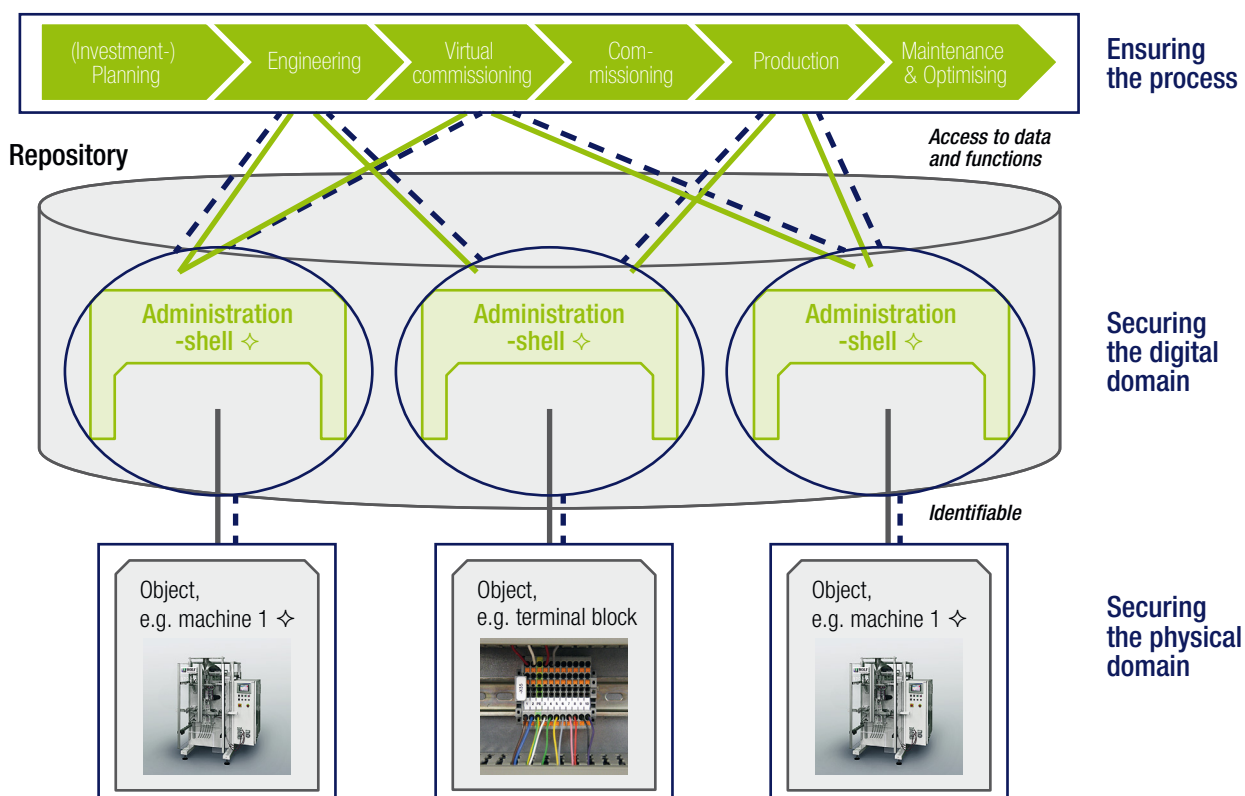 (Investment-)
Planning
Engineering
Virtual
commissioning
Com-
missioning
Production
Maintenance
& Optimising
Ensuring
the process
Repository
Access to data
and functions
Administration
-shell ✧
Administration
-shell ✧
Administration
-shell ✧
Securing
the digital
domain
Identifiable
Object,
e.g. machine 1 ✧
Object,
e.g. terminal block
Object,
e.g. machine 1 ✧
Securing
the physical
domain